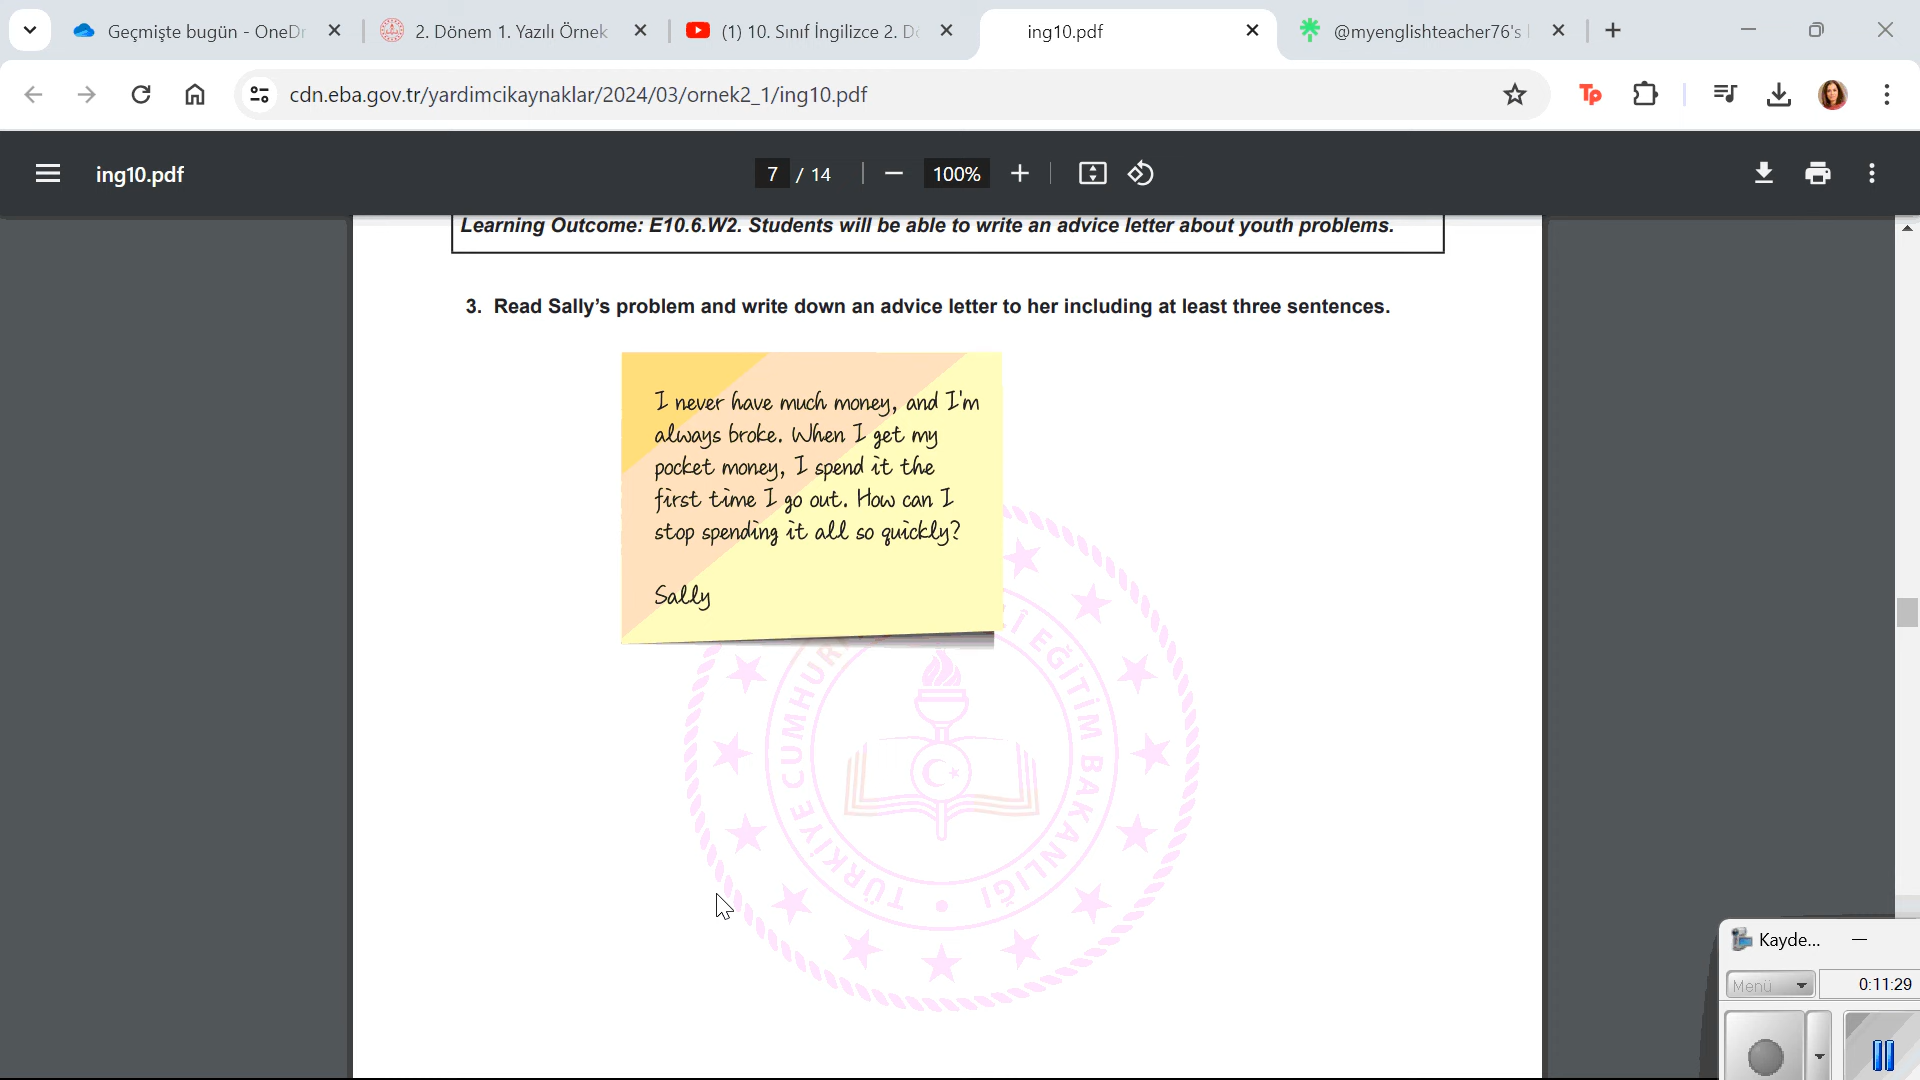 Geçmişte bugün - OneDr
2. Dönem 1. Yazılı Örnek
(1) 10. Sınıf İngilizce 2. Dö
ing10.pdf
@myenglishteacher76's
cdn.eba.gov.tr/yardimcikaynaklar/2024/03/ornek2_1/ing10.pdf
Tp
ing10.pdf
7 / 14
100%
Learning Outcome: E10.6.W2. Students will be able to write an advice letter about youth problems.
3. Read Sally's problem and write down an advice letter to her including at least three sentences.
I never have much money, and I'm
always broke. When I get my
pocket money, I spend it the
first time I go out. How can I
stop spending it all so quickly?
Sally
TÜRKİYE CUMHUR
Lİ EĞİTİM BAKANLIĞI
Kayde...
Menü
0:11:29